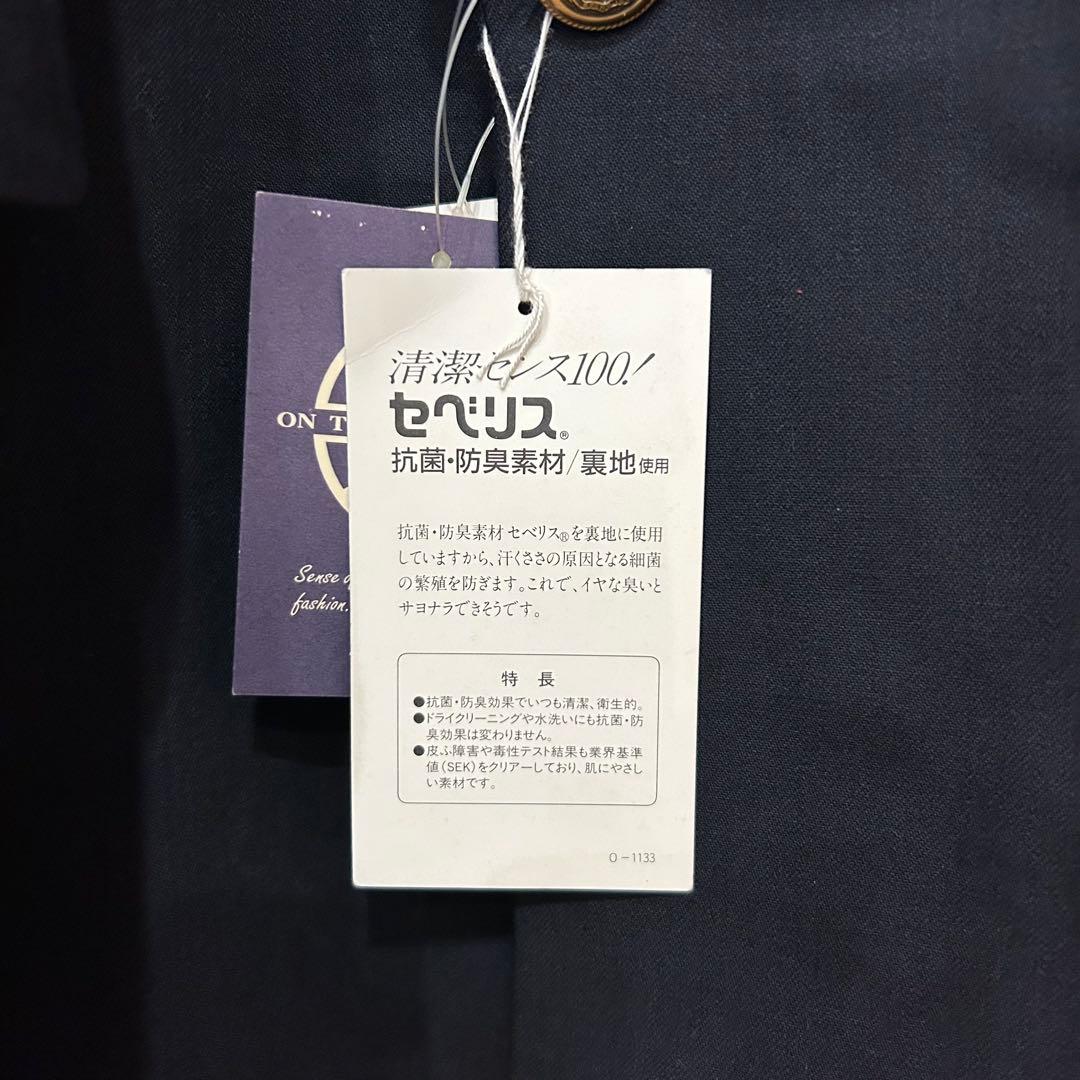 清潔センス100!
セベリス®
抗菌・防臭素材/裏地使用
抗菌・防臭素材 セベリス®を裏地に使用
していますから、汗くささの原因となる細菌
の繁殖を防ぎます。これで、イヤな臭いと
サヨナラできそうです。
特 長
●抗菌・防臭効果でいつも清潔、衛生的。
●ドライクリーニングや水洗いにも抗菌・防
臭効果は変わりません。
●皮ふ障害や毒性テスト結果も業界基準
値(SEK)をクリアーしており、肌にやさし
い素材です。
O-1133
ON T
Sense
fashion.